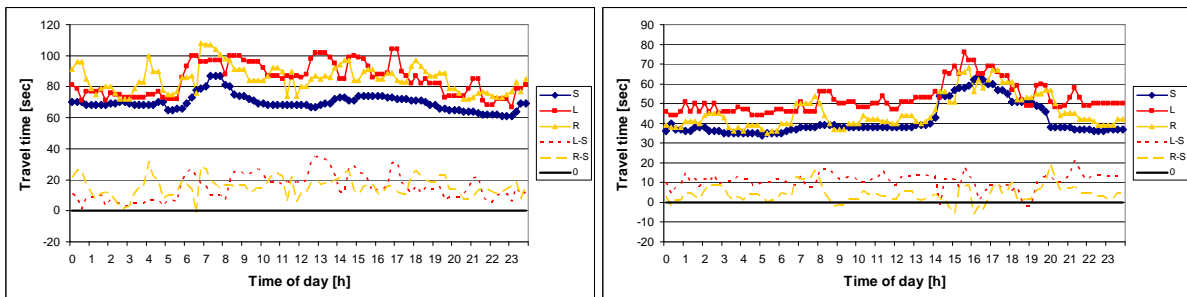 Travel time [sec]
120
100
80
60
40
20
0
-20
0 1 2 3 4 5 6 7 8 9 10 11 12 13 14 15 16 17 18 19 20 21 22 23
Time of day [h]
S
L
R
L-S
R-S
0
Travel time [sec]
90
80
70
60
50
40
30
20
10
0
-10
-20
0 1 2 3 4 5 6 7 8 9 10 11 12 13 14 15 16 17 18 19 20 21 22 23
Time of day [h]
S
L
R
L-S
R-S
0